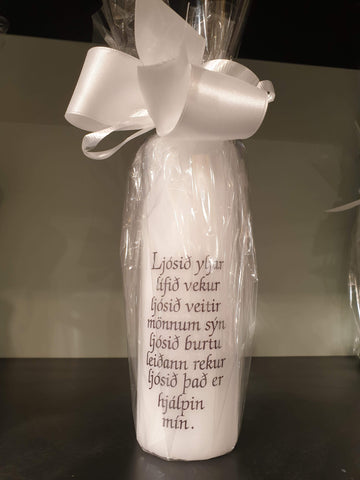 Ljósið yljar
lífið vekur
ljósið veitir
mönnum sýn
ljósið burtu
leiðann rekur
ljósið það er
hjálpin
mín.